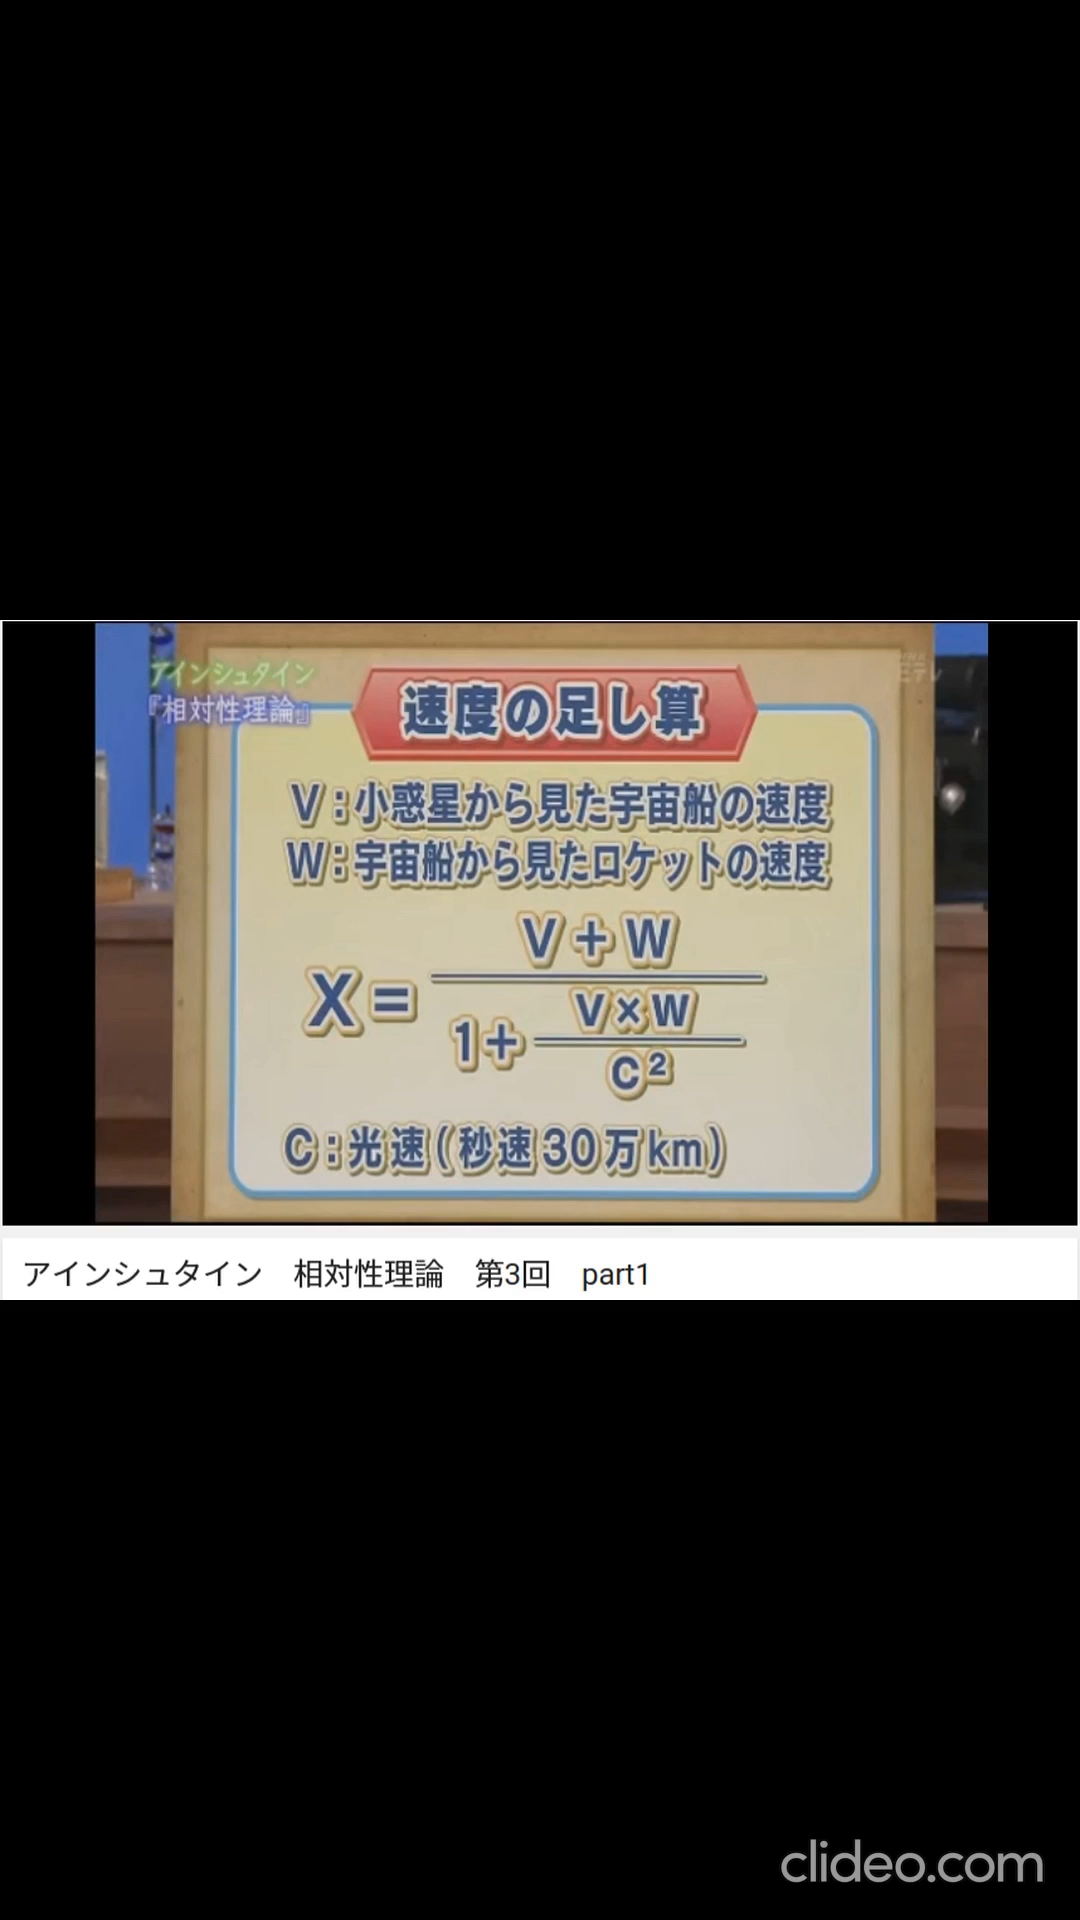 アインシュタイン
『相対性理論』
速度の足し算
V：小惑星から見た宇宙船の速度
W：宇宙船から見たロケットの速度
V＋W
X＝
1＋
V×W
C²
C：光速（秒速30万km）
アインシュタイン　相対性理論　第3回　part1
clideo.com